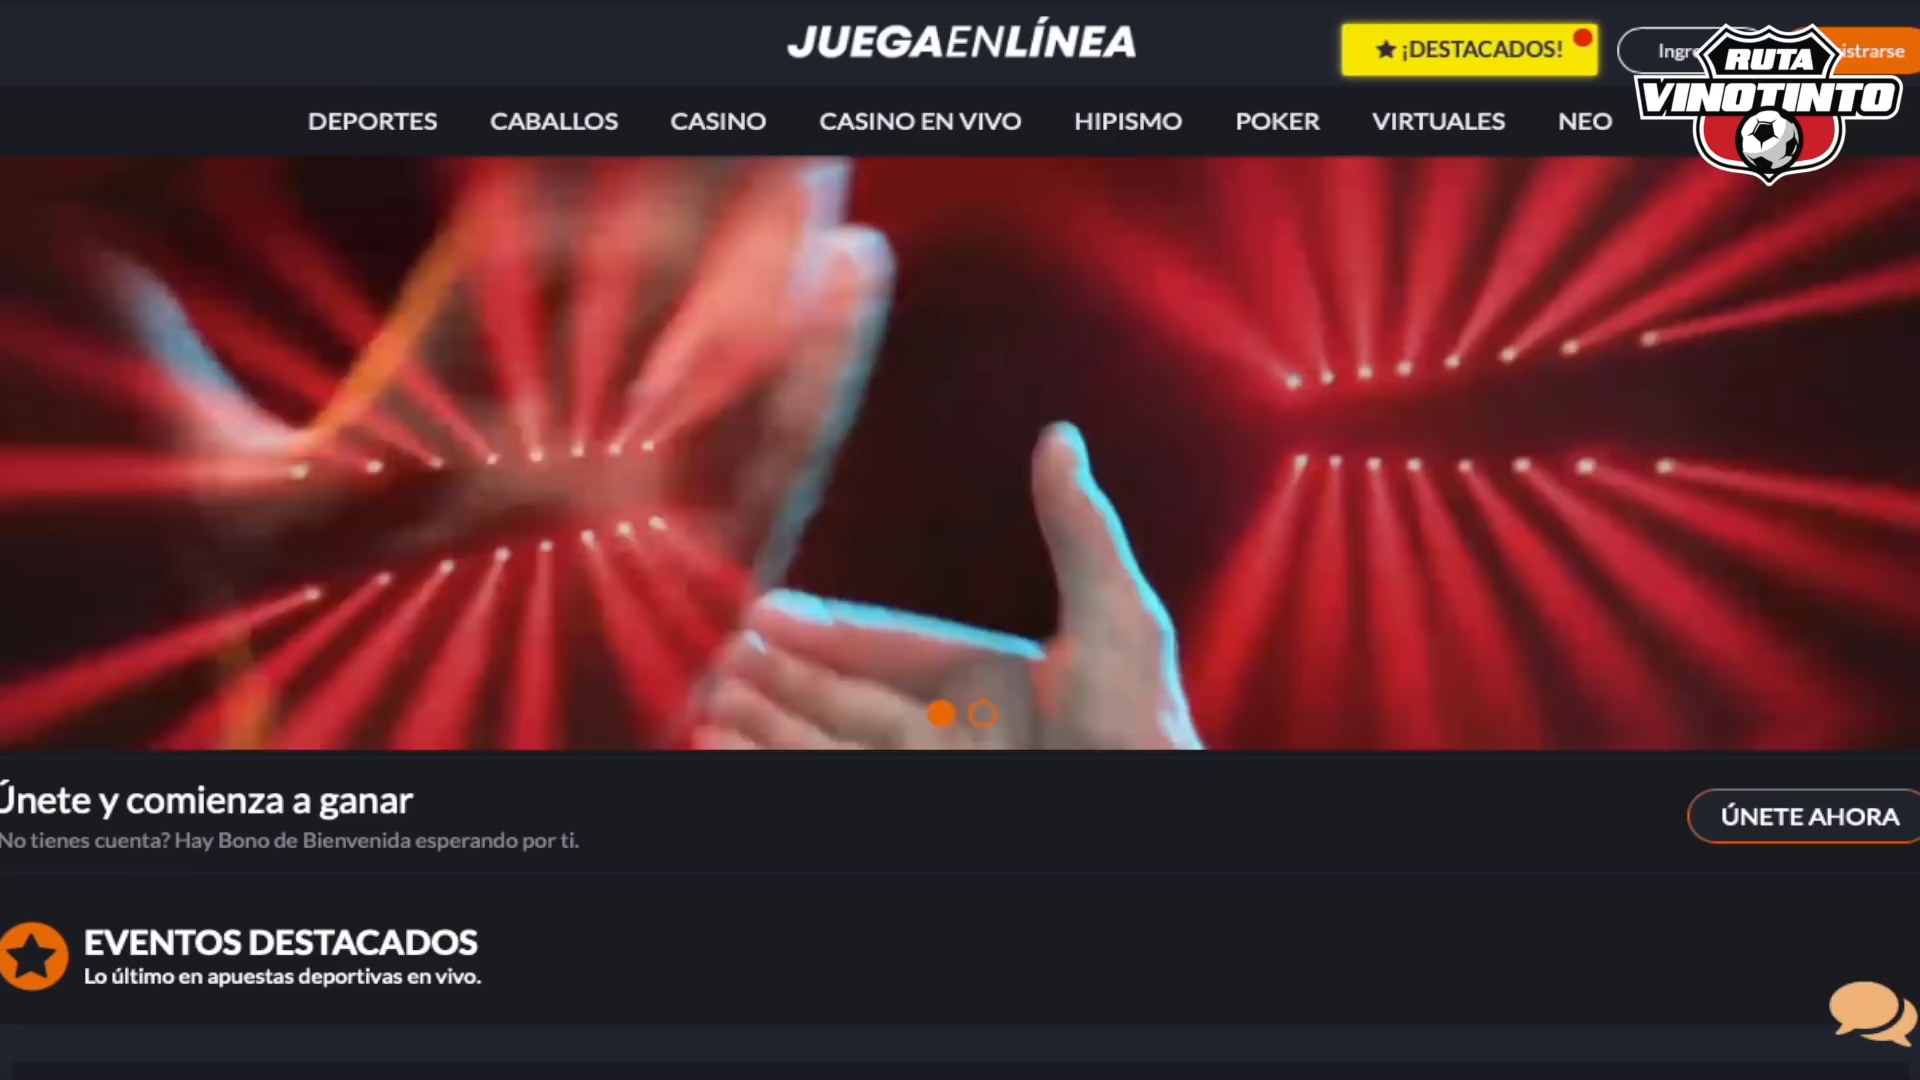 JUEGAENLÍNEA
★ ¡DESTACADOS!
Ingre
istrarse
RUTA
VINOTINTO
DEPORTES CABALLOS CASINO CASINO EN VIVO HIPISMO POKER VIRTUALES NEO
Únete y comienza a ganar
No tienes cuenta? Hay Bono de Bienvenida esperando por ti.
ÚNETE AHORA
EVENTOS DESTACADOS
Lo último en apuestas deportivas en vivo.